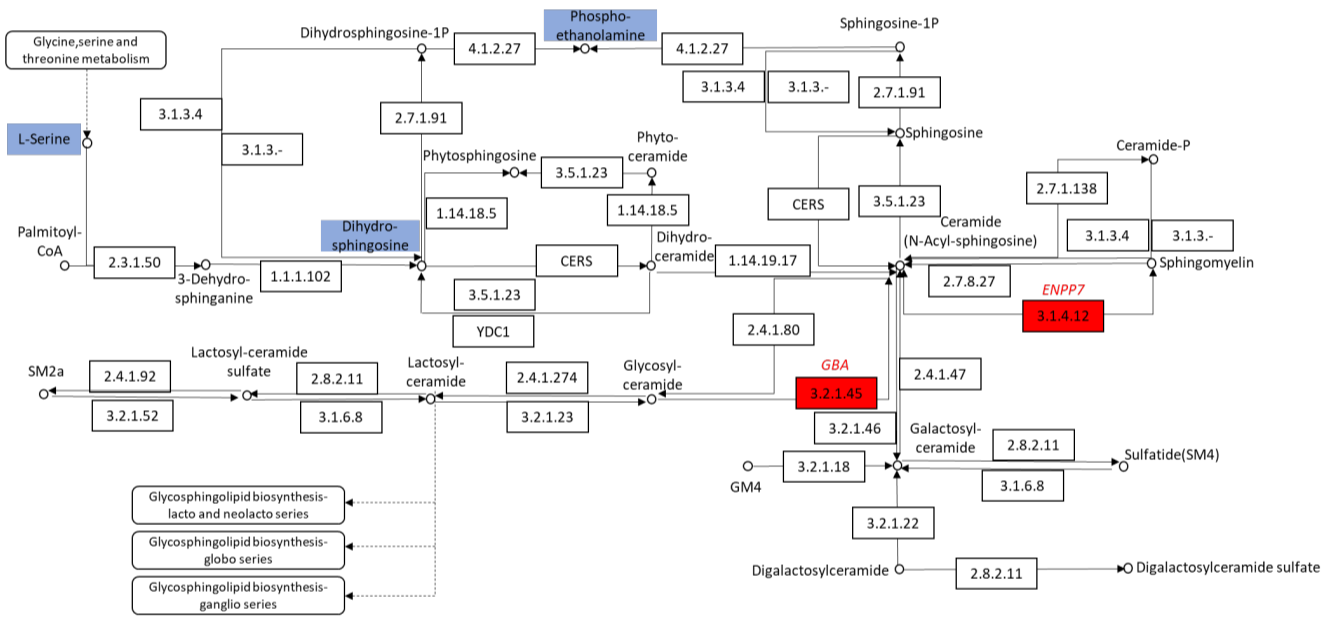 Phospho-
ethanolamine
Dihydrosphingosine-1P
Sphingosine-1P
Glycine,serine and
threonine metabolism
4.1.2.27
4.1.2.27
3.1.3.4
3.1.3.-
2.7.1.91
3.1.3.4
2.7.1.91
L-Serine
3.1.3.-
Sphingosine
Phyto-
ceramide
Phytosphingosine
3.5.1.23
Ceramide-P
2.7.1.138
1.14.18.5
1.14.18.5
CERS
3.5.1.23
Palmitoyl-
CoA
Dihydro-
sphingosine
Dihydro-
ceramide
Ceramide
(N-Acyl-sphingosine)
3.1.3.4
3.1.3.-
2.3.1.50
3-Dehydro-
sphinganine
1.1.1.102
CERS
1.14.19.17
Sphingomyelin
2.7.8.27
3.5.1.23
ENPP7
3.1.4.12
YDC1
2.4.1.80
SM2a
2.4.1.92
3.2.1.52
Lactosyl-ceramide
sulfate
2.8.2.11
3.1.6.8
Lactosyl-
ceramide
2.4.1.274
3.2.1.23
Glycosyl-
ceramide
GBA
3.2.1.45
2.4.1.47
3.2.1.46
Galactosyl-
ceramide
2.8.2.11
Sulfatide(SM4)
3.1.6.8
GM4
3.2.1.18
3.2.1.22
Glycosphingolipid biosynthesis-
lacto and neolacto series
Glycosphingolipid biosynthesis-
globo series
Glycosphingolipid biosynthesis-
ganglio series
Digalactosylceramide
2.8.2.11
Digalactosylceramide sulfate